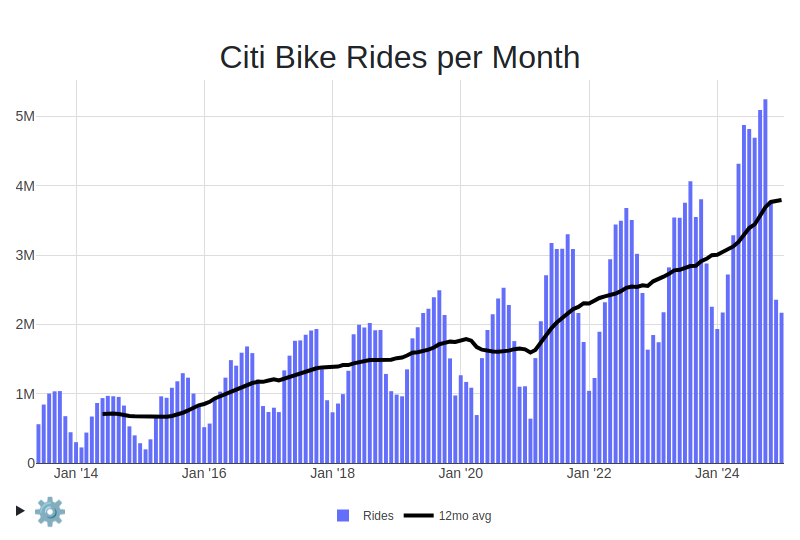 Citi Bike Rides per Month
5M
4M
3M
2M
1M
0
Jan '14 Jan '16 Jan '18 Jan '20 Jan '22 Jan '24
Rides 12mo avg